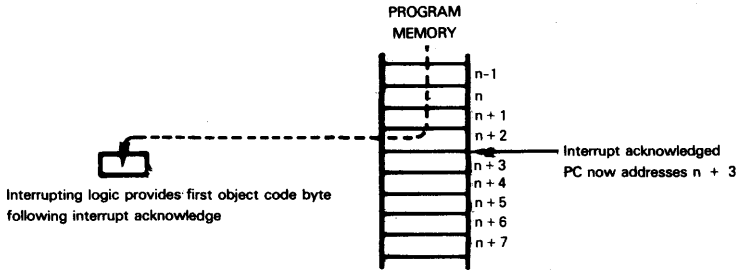 PROGRAM
MEMORY
n-1
n
n + 1
n + 2
Interrupt acknowledged
n + 3
PC now addresses n + 3
n + 4
Interrupting logic provides first object code byte
following interrupt acknowledge
n + 5
n + 6
n + 7